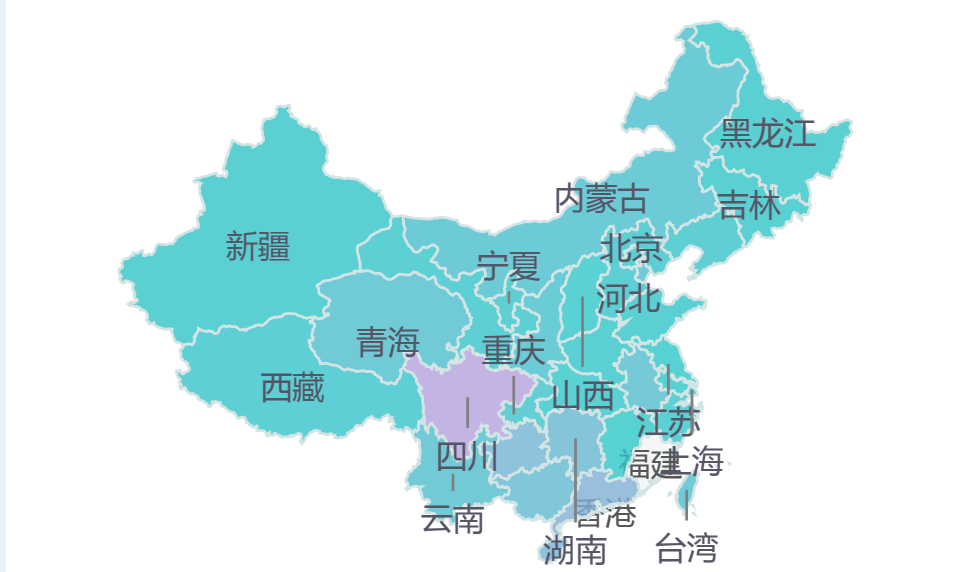 黑龙江
内蒙古
吉林
新疆
北京
宁夏
河北
青海
重庆
西藏
山西
江苏
四川
福建
上海
香港
云南
湖南
台湾